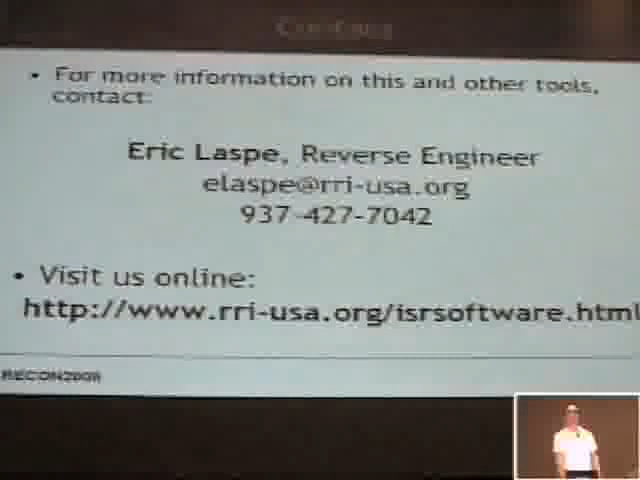 • For more information on this and other tools,
contact:
Eric Laspe, Reverse Engineer
elaspe@rri-usa.org
937-427-7042
• Visit us online:
http://www.rri-usa.org/isrsoftware.html
RECON2008